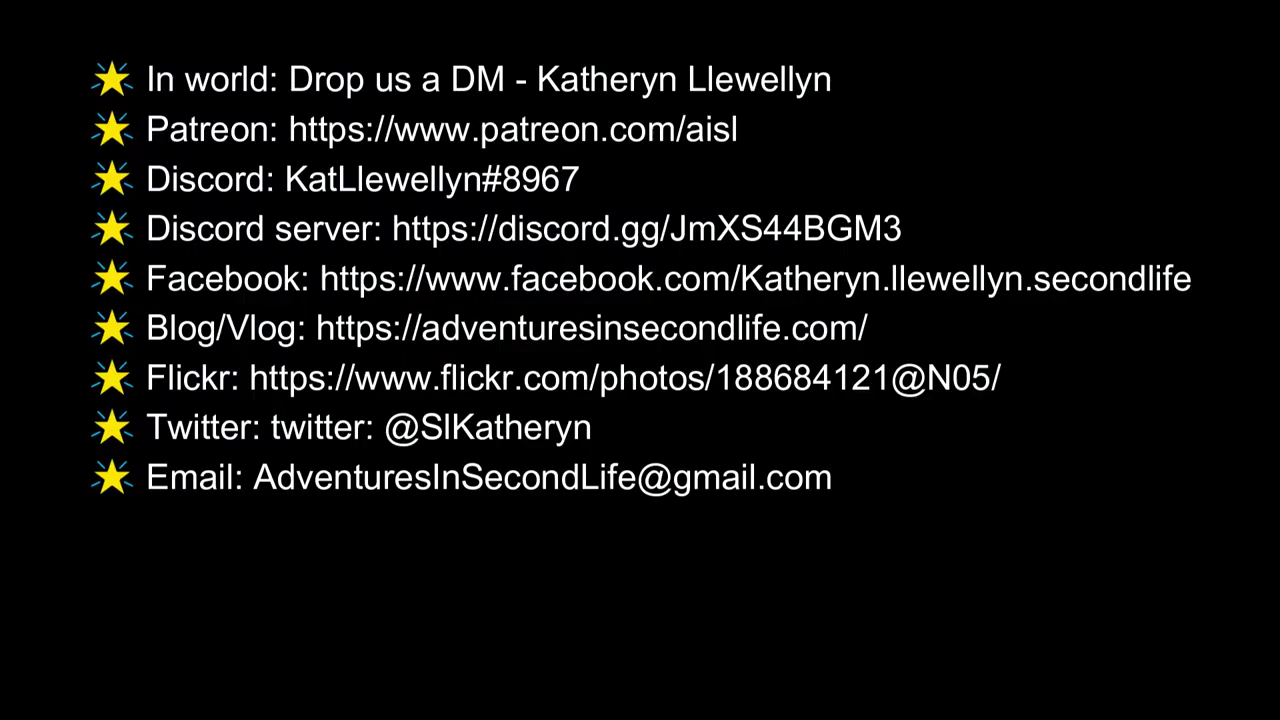 🌟 In world: Drop us a DM - Katheryn Llewellyn
🌟 Patreon: https://www.patreon.com/aisl
🌟 Discord: KatLlewellyn#8967
🌟 Discord server: https://discord.gg/JmXS44BGM3
🌟 Facebook: https://www.facebook.com/Katheryn.llewellyn.secondlife
🌟 Blog/Vlog: https://adventuresinsecondlife.com/
🌟 Flickr: https://www.flickr.com/photos/188684121@N05/
🌟 Twitter: twitter: @SlKatheryn
🌟 Email: AdventuresInSecondLife@gmail.com